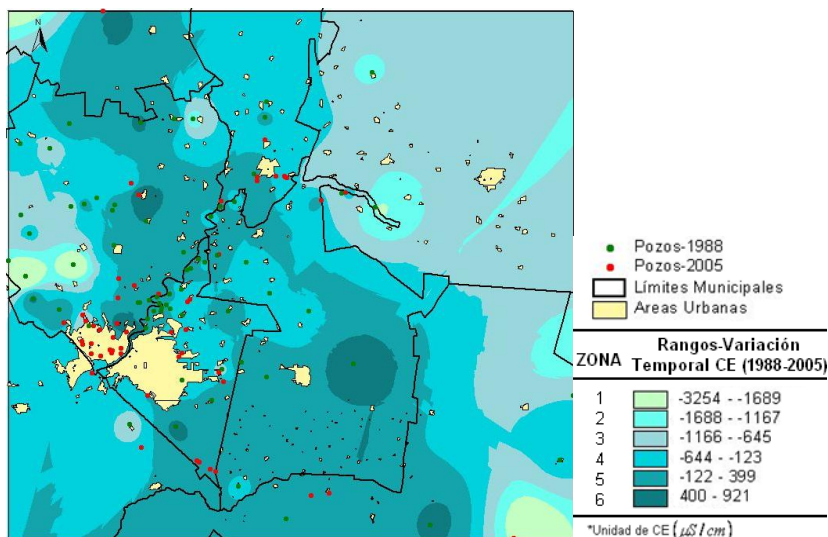 N
Pozos-1988
Pozos-2005
Límites Municipales
Areas Urbanas
ZONA Rangos-Variación Temporal CE (1988-2005)
1 -3254 - -1689
2 -1688 - -1167
3 -1166 - -645
4 -644 - -123
5 -122 - 399
6 400 - 921
*Unidad de CE (µS/cm)